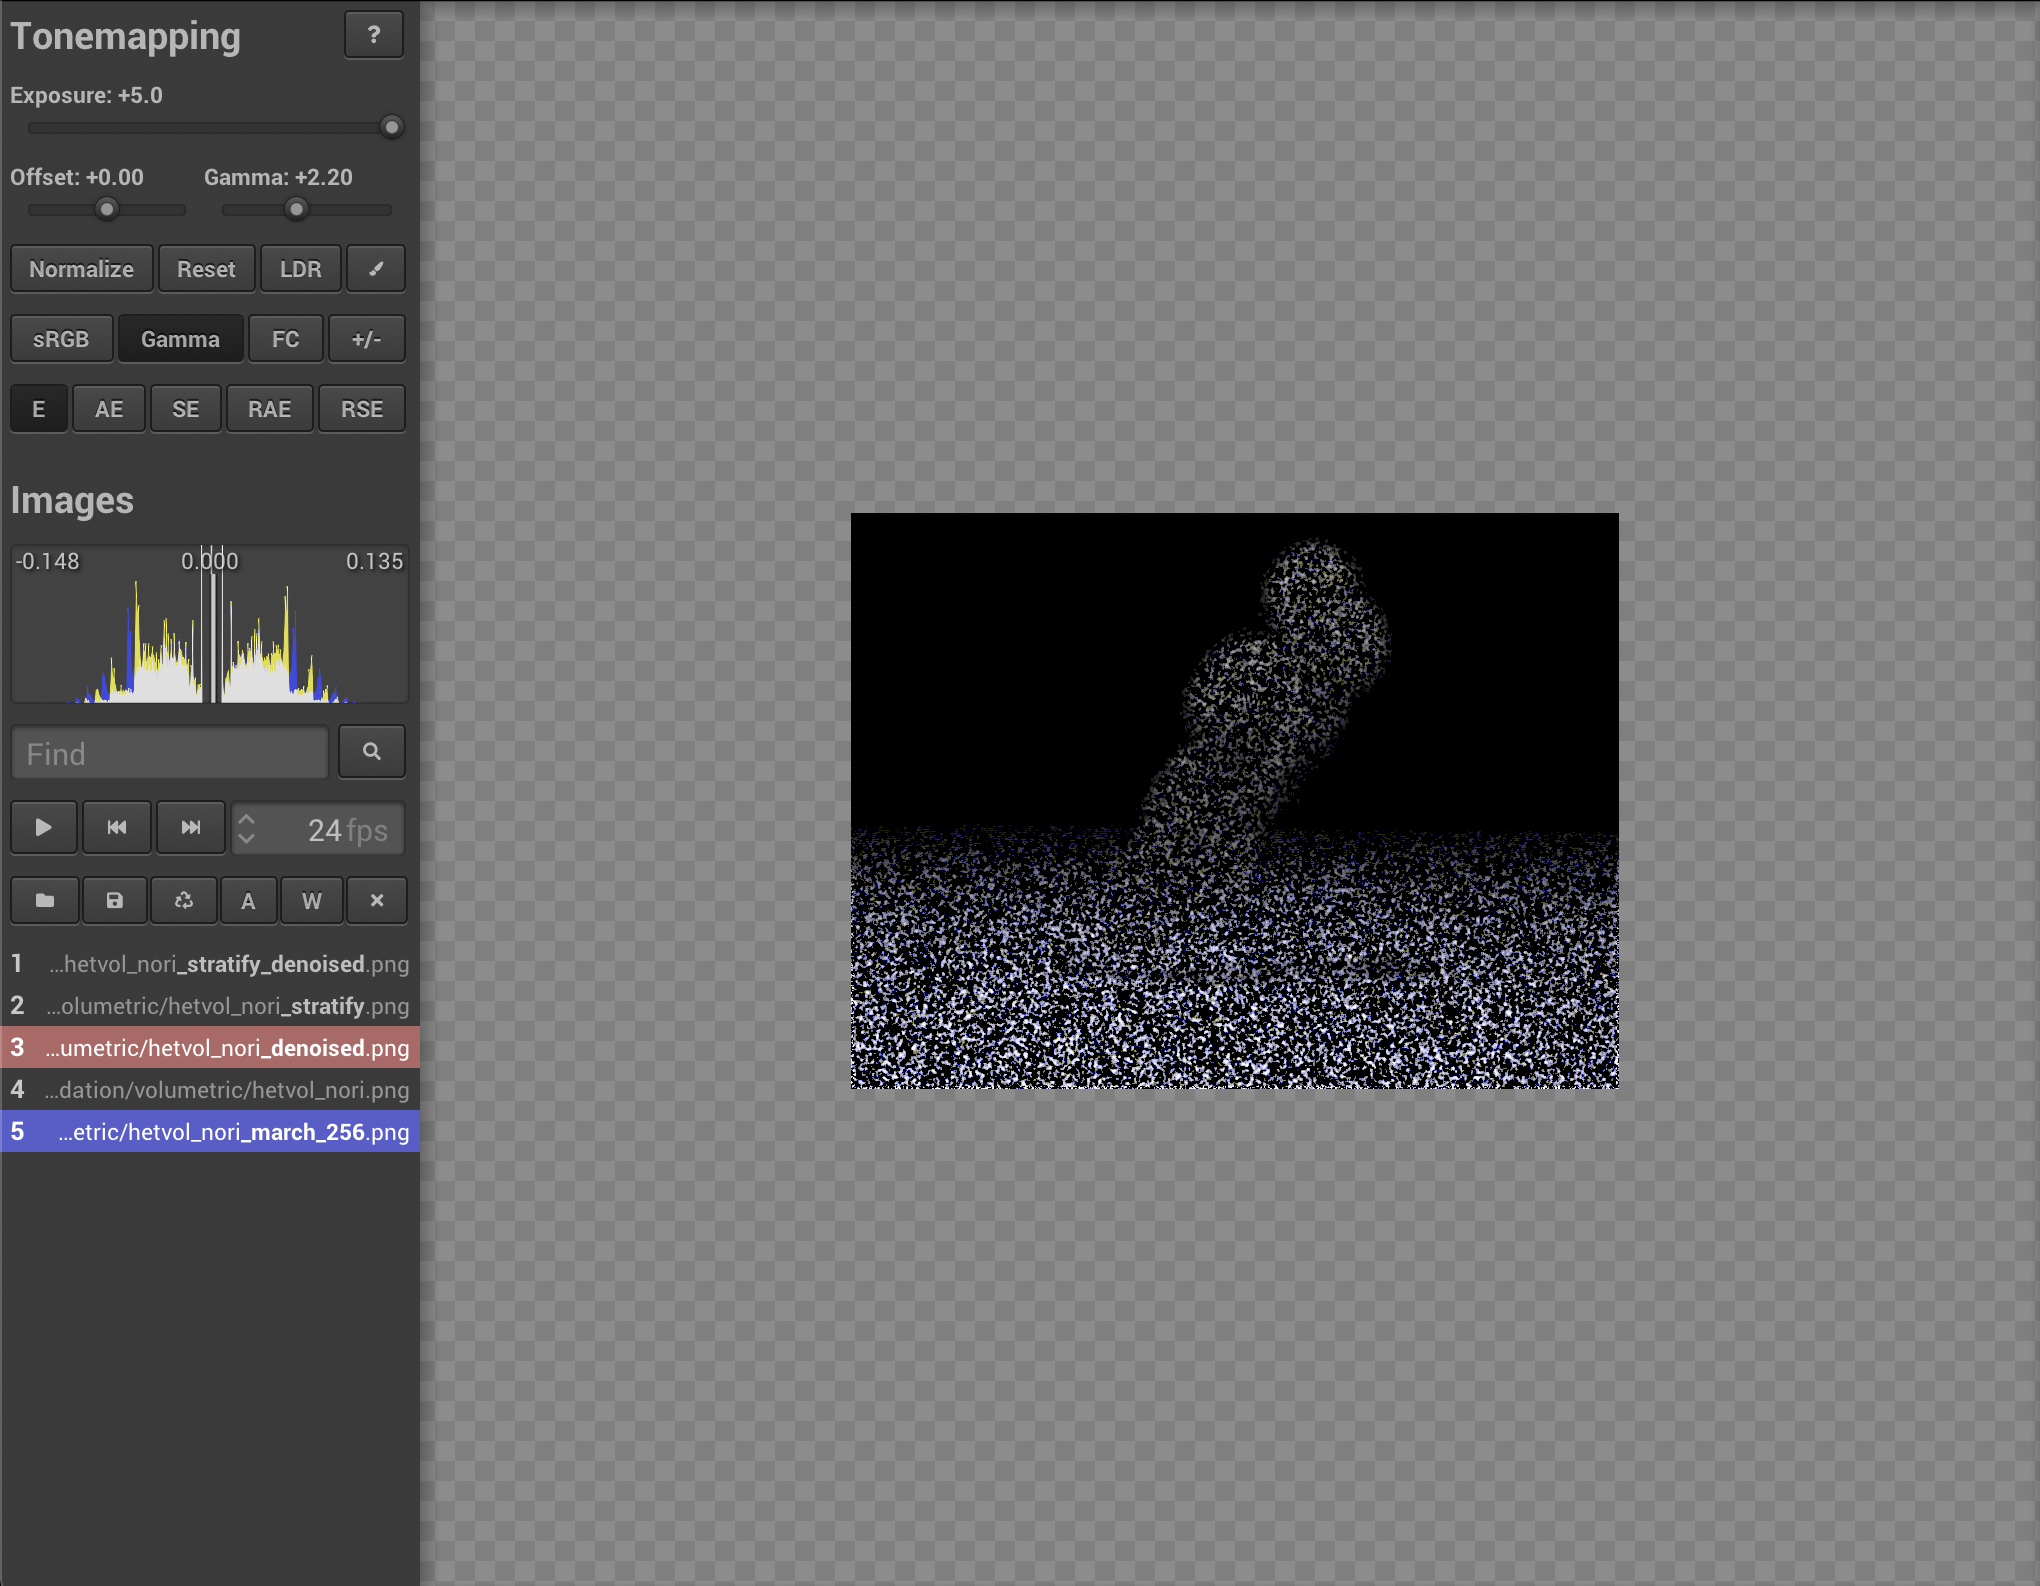 Tonemapping ?
Exposure: +5.0
Offset: +0.00 Gamma: +2.20
Normalize Reset LDR
sRGB Gamma FC +/-
E AE SE RAE RSE
Images
-0.148 0.000 0.135
Find
24 fps
A W
1 ...hetvol_nori_stratify_denoised.png
2 ...olumetric/hetvol_nori_stratify.png
3 ...umetric/hetvol_nori_denoised.png
4 ...dation/volumetric/hetvol_nori.png
5 ...etric/hetvol_nori_march_256.png